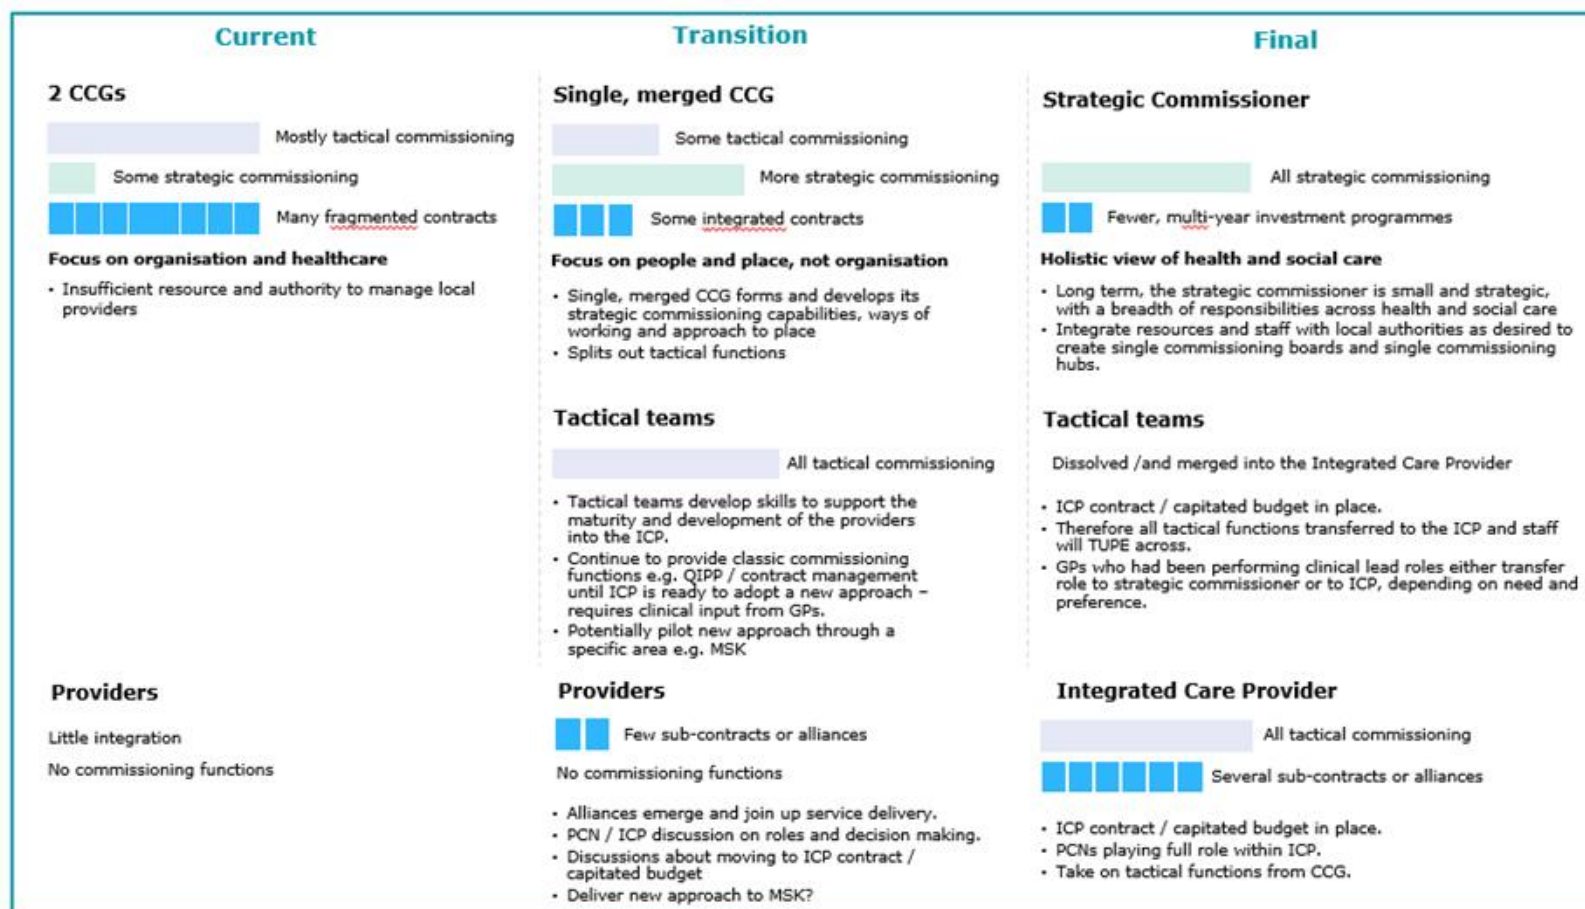 Current
2 CCGs
Mostly tactical commissioning
Some strategic commissioning
Many fragmented contracts
Focus on organisation and healthcare
• Insufficient resource and authority to manage local
providers
Providers
Little integration
No commissioning functions
Transition
Single, merged CCG
Some tactical commissioning
More strategic commissioning
Some integrated contracts
Focus on people and place, not organisation
• Single, merged CCG forms and develops its
strategic commissioning capabilities, ways of
working and approach to place
• Splits out tactical functions
Tactical teams
All tactical commissioning
• Tactical teams develop skills to support the
maturity and development of the providers
into the ICP.
• Continue to provide classic commissioning
functions e.g. QIPP / contract management
until ICP is ready to adopt a new approach –
requires clinical input from GPs.
• Potentially pilot new approach through a
specific area e.g. MSK
Providers
Few sub-contracts or alliances
No commissioning functions
• Alliances emerge and join up service delivery.
• PCN / ICP discussion on roles and decision making.
• Discussions about moving to ICP contract /
capitated budget
• Deliver new approach to MSK?
Final
Strategic Commissioner
All strategic commissioning
Fewer, multi-year investment programmes
Holistic view of health and social care
• Long term, the strategic commissioner is small and strategic,
with a breadth of responsibilities across health and social care
• Integrate resources and staff with local authorities as desired to
create single commissioning boards and single commissioning
hubs.
Tactical teams
Dissolved /and merged into the Integrated Care Provider
• ICP contract / capitated budget in place.
• Therefore all tactical functions transferred to the ICP and staff
will TUPE across.
• GPs who had been performing clinical lead roles either transfer
role to strategic commissioner or to ICP, depending on need and
preference.
Integrated Care Provider
All tactical commissioning
Several sub-contracts or alliances
• ICP contract / capitated budget in place.
• PCNs playing full role within ICP.
• Take on tactical functions from CCG.